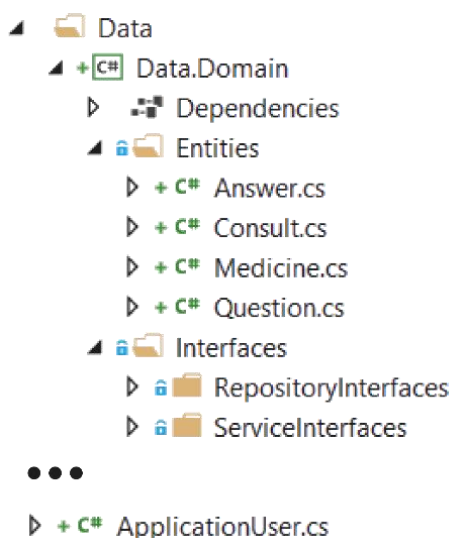 Data
+ C# Data.Domain
Dependencies
Entities
+ C# Answer.cs
+ C# Consult.cs
+ C# Medicine.cs
+ C# Question.cs
Interfaces
RepositoryInterfaces
ServiceInterfaces
•••
+ C# ApplicationUser.cs